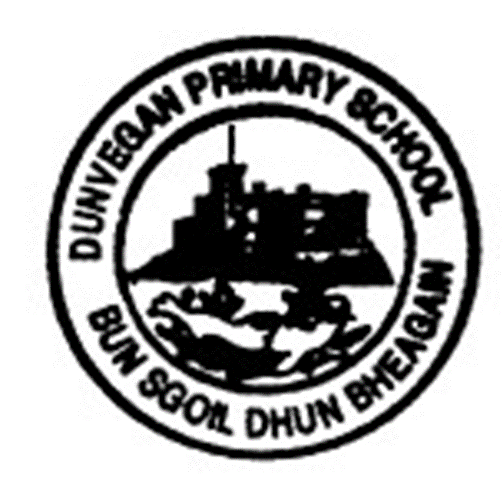 DUNVEGAN PRIMARY SCHOOL
BUN SGOIL DHUN BHEAGAIN